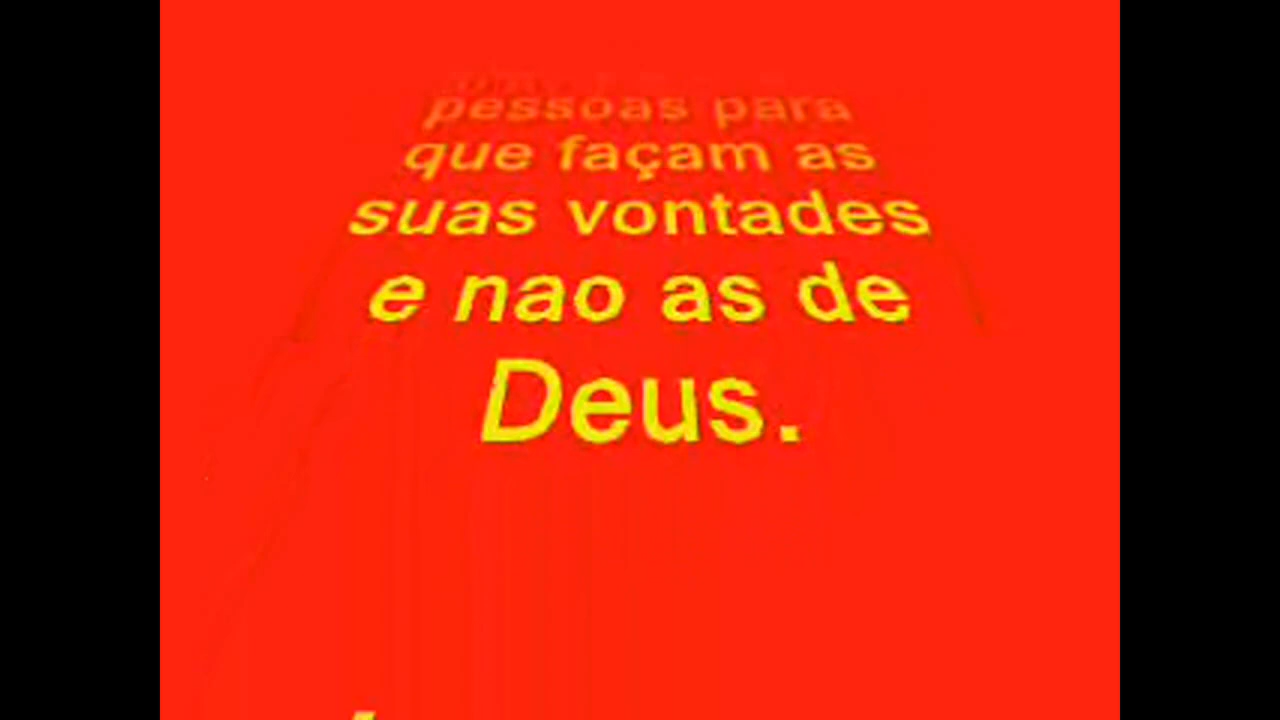 pessoas para
que façam as
suas vontades
e nao as de
Deus.